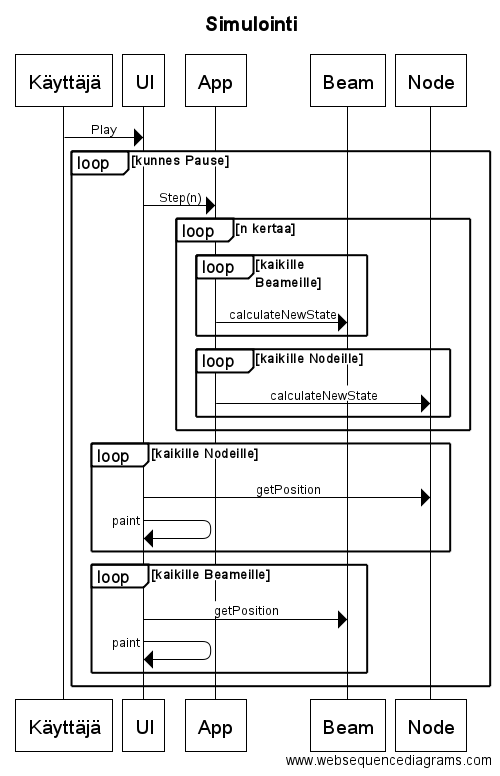 Simulointi
Käyttäjä
UI
App
Beam
Node
Play
loop
[kunnes Pause]
Step(n)
loop
[n kertaa]
loop
[kaikille
Beameille]
calculateNewState
loop
[kaikille Nodeille]
calculateNewState
loop
[kaikille Nodeille]
getPosition
paint
loop
[kaikille Beameille]
getPosition
paint
Käyttäjä
UI
App
Beam
Node
www.websequencediagrams.com